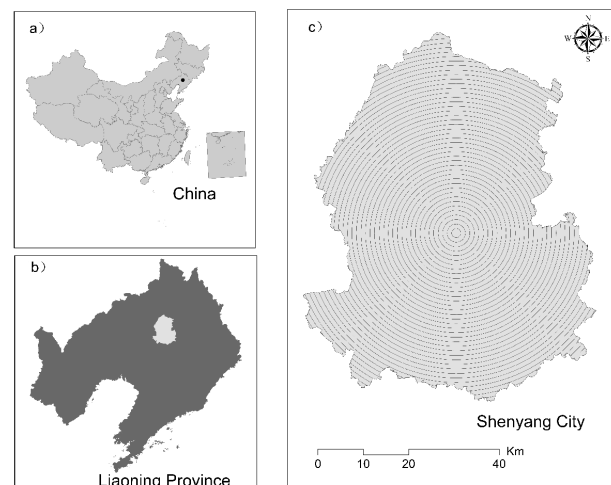 a）
China
b）
Liaoning Province
c）
N
W E
S
Shenyang City
Km
0 10 20 40